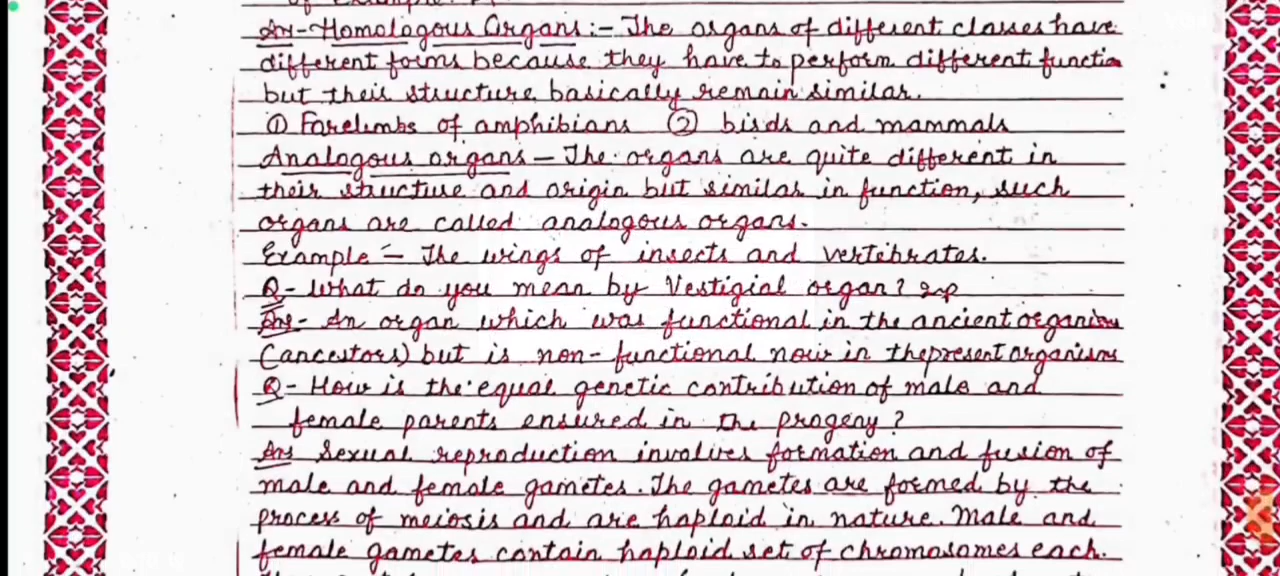 of example.
Ans- Homologous Organs :- The organs of different classes have
different forms because they have to perform different functio
but their structure basically remain similar.
① Forelimbs of amphibians ② birds and mammals
Analogous organs - The organs are quite different in
their structure and origin but similar in function, such
organs are called analogous organs.
Example - The wings of insects and vertebrates.
Q- What do you mean by Vestigial organ?
Ans- An organ which was functional in the ancient organism
(ancestors) but is non-functional now in the present organisms
Q- How is the equal genetic contribution of male and
female parents ensured in the progeny?
Ans Sexual reproduction involves formation and fusion of
male and female gametes. The gametes are formed by the
process of meiosis and are haploid in nature. Male and
female gametes contain haploid set of chromosomes each.